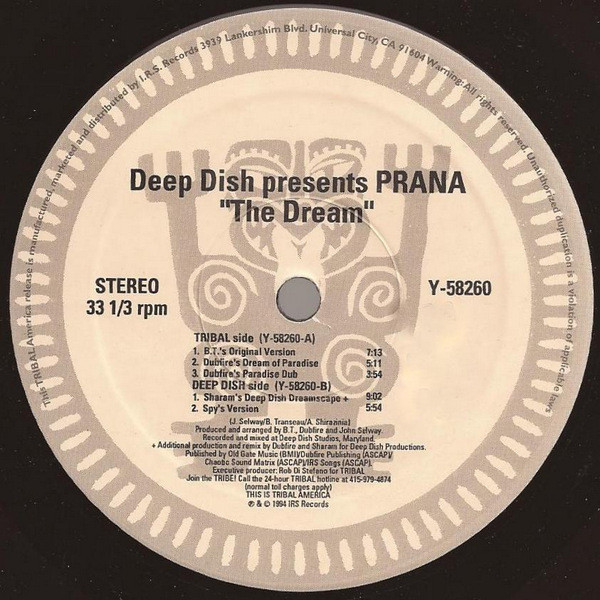 This TRIBAL America release is manufactured, marketed and distributed by I.R.S. Records 3939 Lankershim Blvd. Universal City, CA 91604 Warning: All rights reserved. Unauthorized duplication is a violation of applicable laws
Deep Dish presents PRANA
"The Dream"
STEREO
33 1/3 rpm
Y-58260
TRIBAL side (Y-58260-A)
1. B.T.'s Original Version 7:13
2. Dubfire's Dream of Paradise 5:11
3. Dubfire's Paradise Dub 3:54
DEEP DISH side (Y-58260-B)
1. Sharam's Deep Dish Dreamscape + 9:02
2. Spy's Version 5:54
(J. Selway/B. Transeau/A. Shirazinia)
Produced and arranged by B.T., Dubfire and John Selway.
Recorded and mixed at Deep Dish Studios, Maryland.
+ Additional production and remix by Dubfire and Sharam for Deep Dish Productions.
Published by Old Gate Music (BMI)/Dubfire Publishing (ASCAP)/
Chaotic Sound Matrix (ASCAP)/IRS Songs (ASCAP).
Executive producer: Rob Di Stefano for TRIBAL
Join the TRIBE! Call the 24-hour TRIBAL hotline at 415-979-4874
(normal toll charges apply)
THIS IS TRIBAL AMERICA
℗ & © 1994 IRS Records